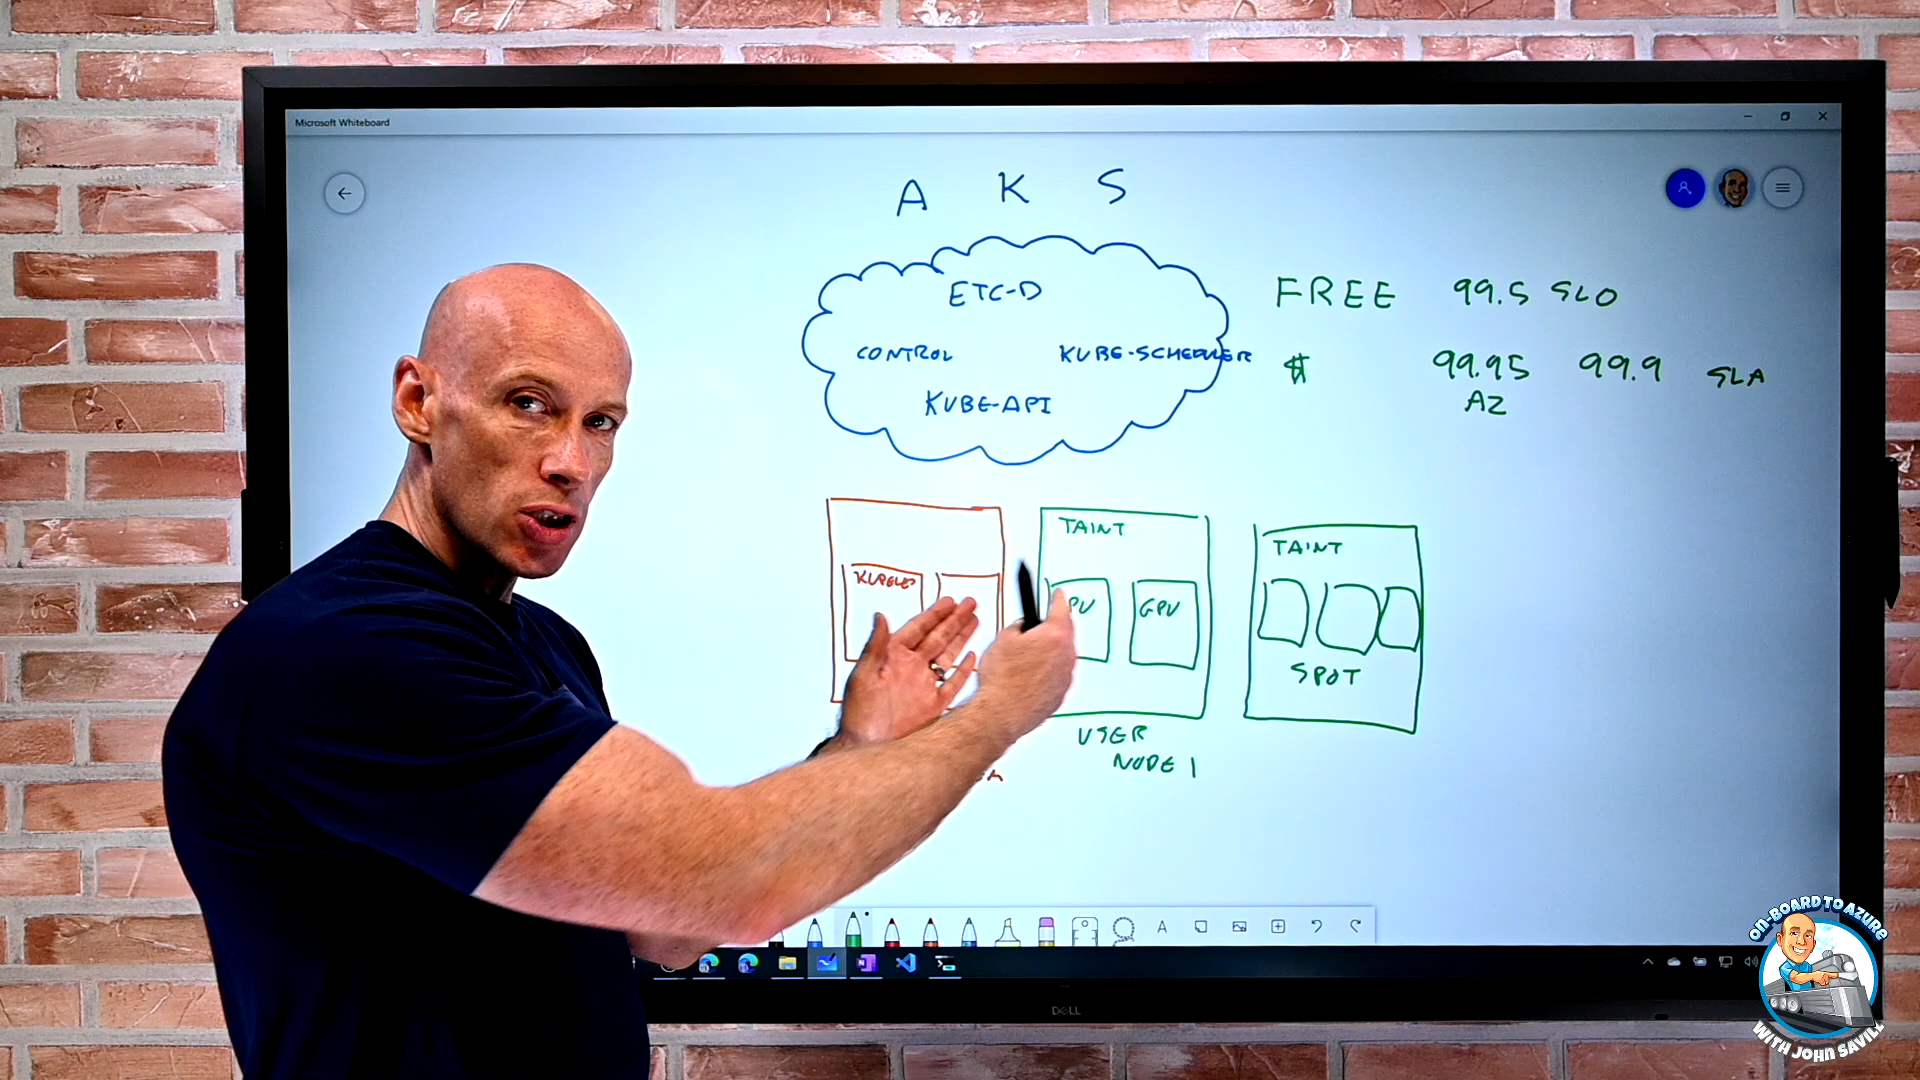 Microsoft Whiteboard
A K S
ETC-D
CONTROL
KUBE-SCHEDULER
KUBE-API
FREE 99.5 SLO
$ 99.95 99.9 SLA
AZ
KUBELET
TAINT
GPU
USER
NODE 1
TAINT
SPOT
DELL
ON-BOARD TO AZURE
WITH JOHN SAVILL